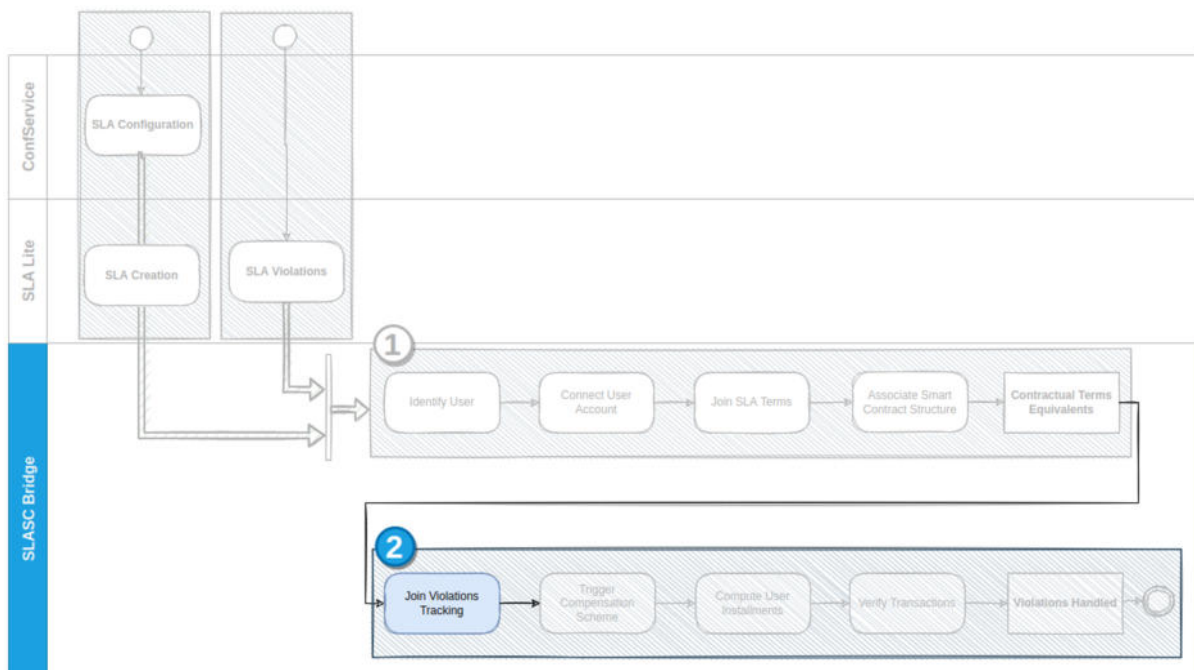 ConfService
SLA Configuration
SLA Lite
SLA Creation
SLA Violations
SLASC Bridge
1
Identify User
Connect User
Account
Join SLA Terms
Associate Smart
Contract Structure
Contractual Terms
Equivalents
2
Join Violations
Tracking
Trigger
Compensation
Scheme
Compute User
Installments
Verify Transactions
Violations Handled